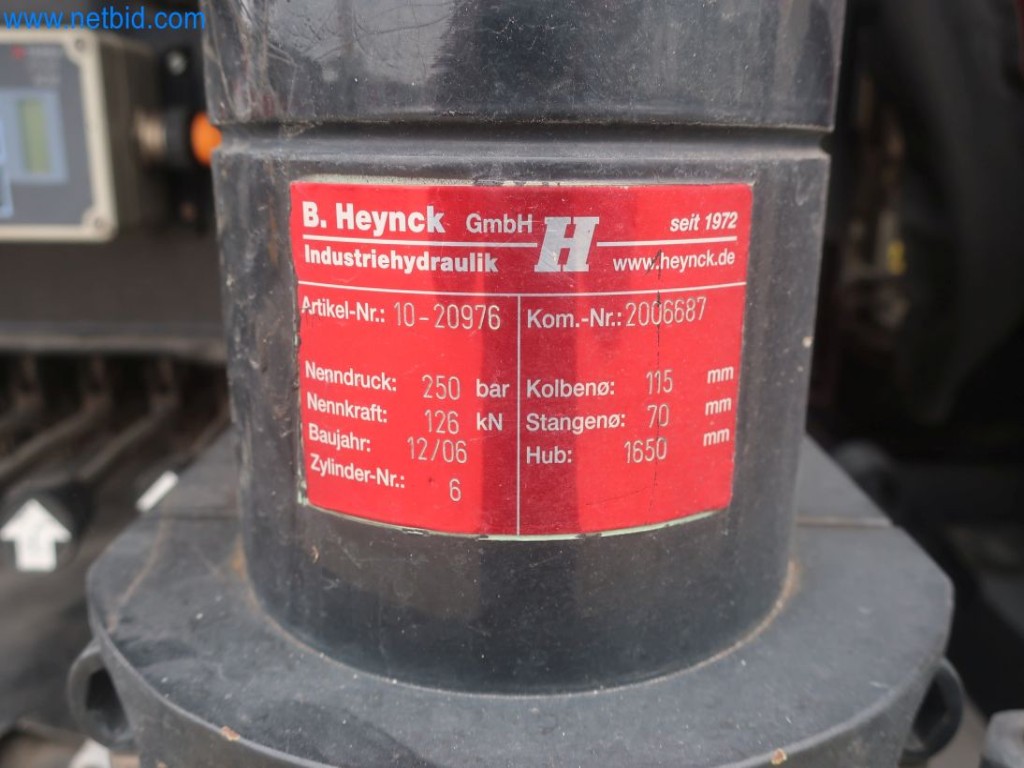 www.netbid.com
B. Heynck GmbH H seit 1972
Industriehydraulik www.heynck.de
Artikel-Nr.: 10-20976 Kom.-Nr.: 2006687
Nenndruck: 250 bar Kolbenø: 115 mm
Nennkraft: 126 kN Stangenø: 70 mm
Baujahr: 12/06 Hub: 1650 mm
Zylinder-Nr.: 6